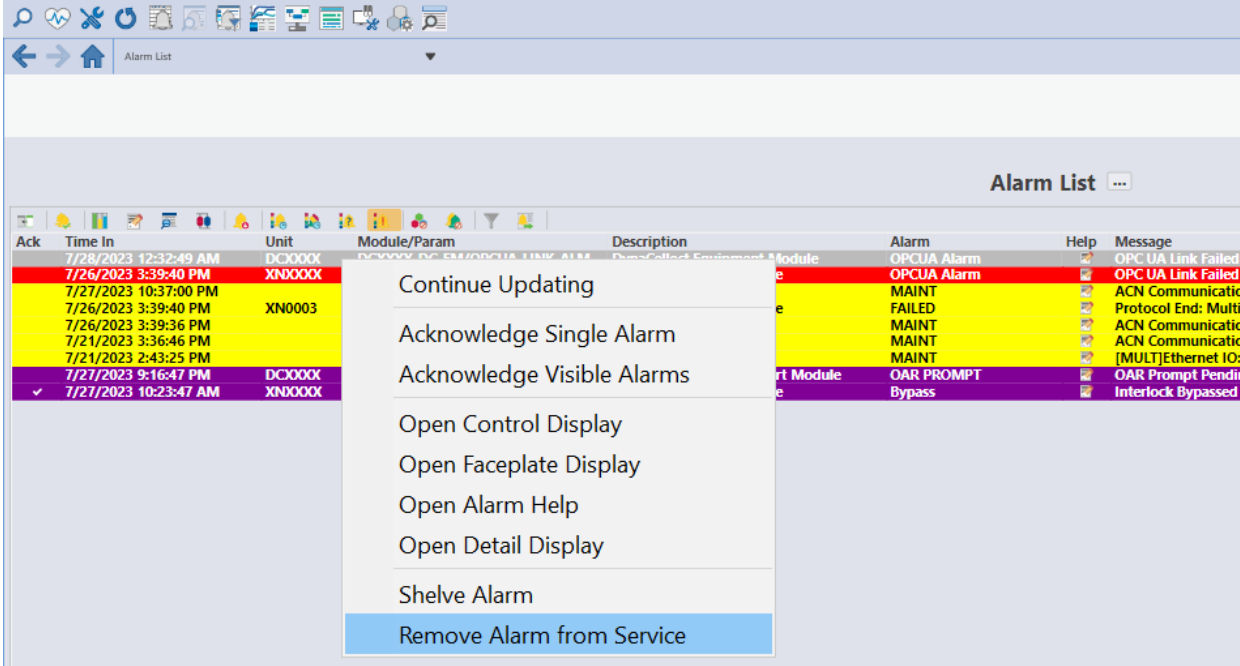 Alarm List
Alarm List ...
Ack Time In Unit Module/Param Description Alarm Help Message
7/28/2023 12:32:49 AM DCXXXX DCXXXX-DC-EM/OPCUA_LINK_ALM DynaCollect Equipment Module OPCUA Alarm OPC UA Link Failed
7/26/2023 3:39:40 PM XNXXXX e OPCUA Alarm OPC UA Link Failed
7/27/2023 10:37:00 PM MAINT ACN Communicatio
7/26/2023 3:39:40 PM XN0003 e FAILED Protocol End: Multi
7/26/2023 3:39:36 PM MAINT ACN Communicatio
7/21/2023 3:36:46 PM MAINT ACN Communicatio
7/21/2023 2:43:25 PM MAINT [MULT]Ethernet IO:
7/27/2023 9:16:47 PM DCXXXX rt Module OAR PROMPT OAR Prompt Pendi
7/27/2023 10:23:47 AM XNXXXX e Bypass Interlock Bypassed
Continue Updating
Acknowledge Single Alarm
Acknowledge Visible Alarms
Open Control Display
Open Faceplate Display
Open Alarm Help
Open Detail Display
Shelve Alarm
Remove Alarm from Service